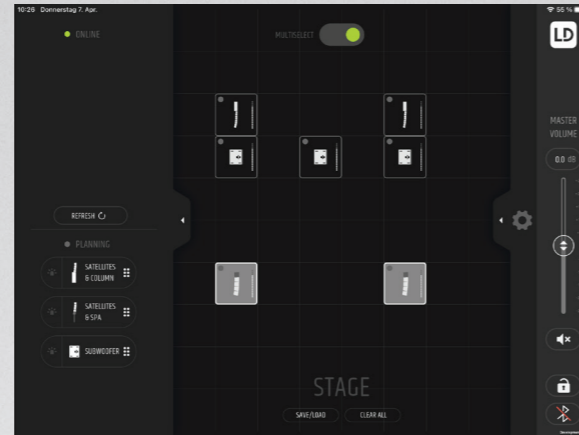 10:26 Donnerstag 7. Apr.
55 %
ONLINE
MULTISELECT
LD
MASTER
VOLUME
0.0 dB
REFRESH
PLANNING
SATELLITES
& COLUMN
SATELLITES
& SPA
SUBWOOFER
STAGE
SAVE/LOAD
CLEAR ALL